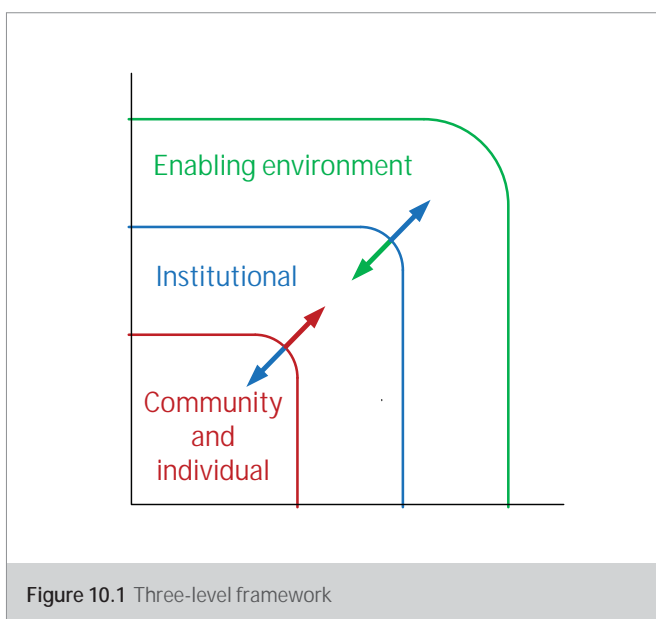 Enabling environment
Institutional
Community
and
individual
Figure 10.1 Three-level framework